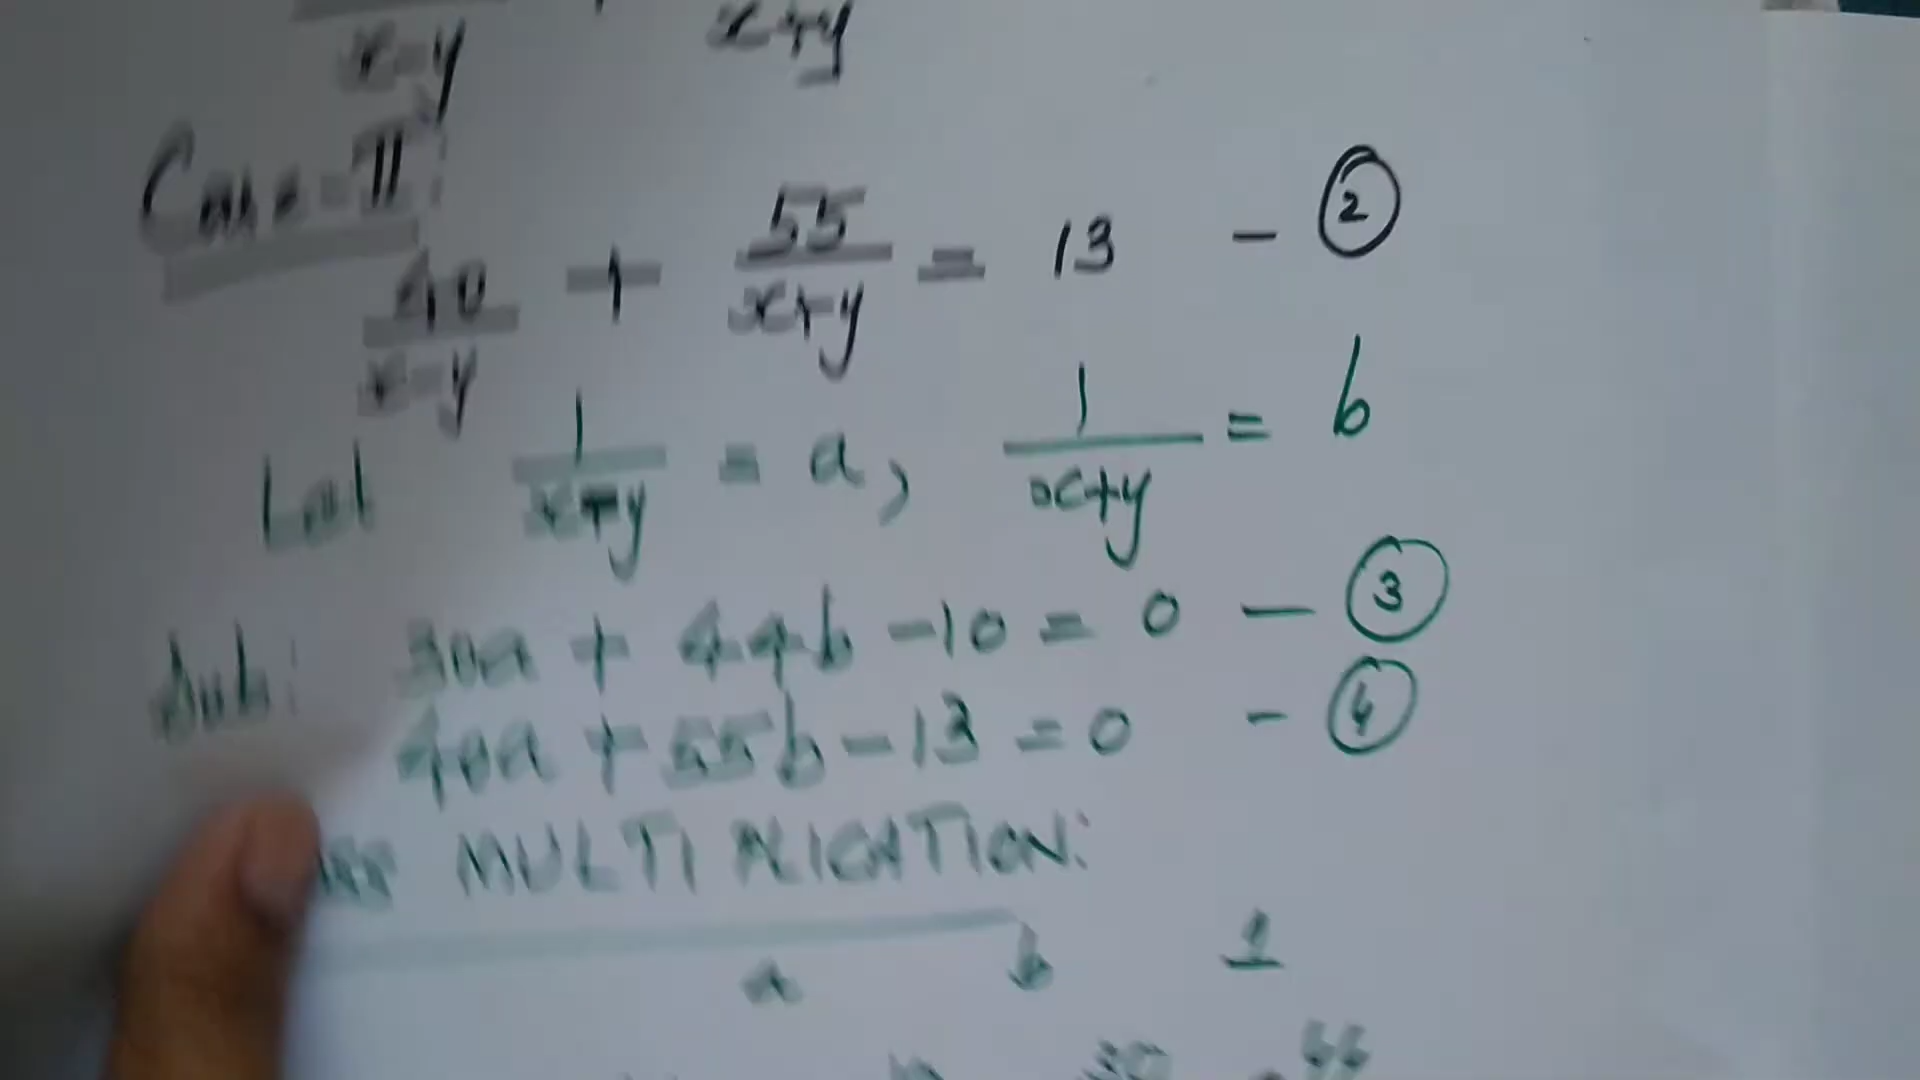 x-y x+y
Case-II:
40/x-y + 55/x+y = 13 - ②
Let 1/x-y = a, 1/x+y = b
Sub: 30a + 44b - 10 = 0 - ③
40a + 55b - 13 = 0 - ④
MULTIPLICATION:
a b 1